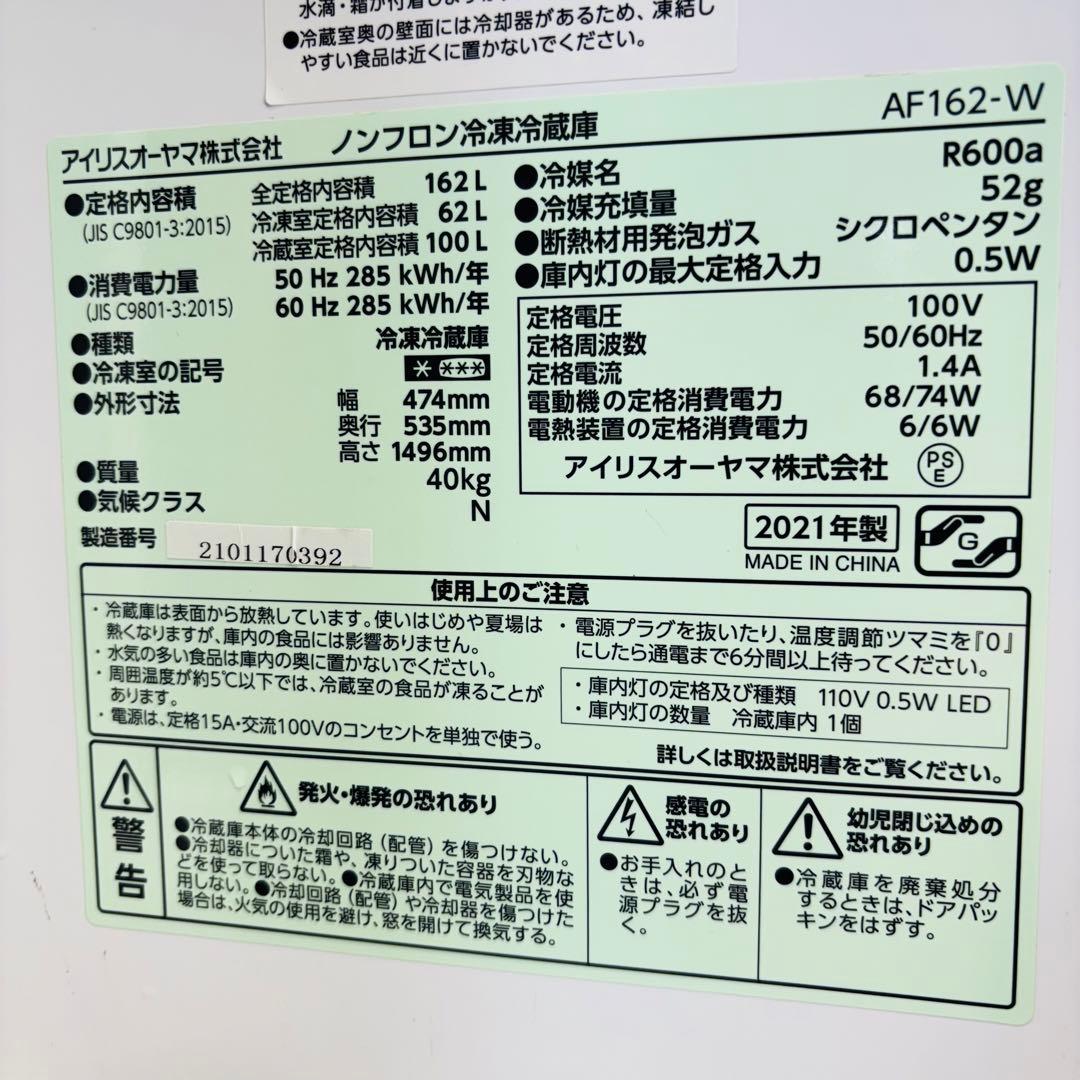 水滴・霜が付着しま
●冷蔵室奥の壁面には冷却器があるため、凍結し
やすい食品は近くに置かないでください。
アイリスオーヤマ株式会社 ノンフロン冷凍冷蔵庫 AF162-W
●定格内容積 全定格内容積 162 L
(JIS C9801-3:2015) 冷凍室定格内容積 62 L
冷蔵室定格内容積 100 L
●消費電力量 50 Hz 285 kWh/年
(JIS C9801-3:2015) 60 Hz 285 kWh/年
●種類 冷凍冷蔵庫
●冷凍室の記号 * ***
●外形寸法 幅 474mm
奥行 535mm
高さ 1496mm
●質量 40kg
●気候クラス N
製造番号 2101170392
●冷媒名 R600a
●冷媒充填量 52g
●断熱材用発泡ガス シクロペンタン
●庫内灯の最大定格入力 0.5W
定格電圧 100V
定格周波数 50/60Hz
定格電流 1.4A
電動機の定格消費電力 68/74W
電熱装置の定格消費電力 6/6W
アイリスオーヤマ株式会社 PSE
2021年製
MADE IN CHINA
G
使用上のご注意
・冷蔵庫は表面から放熱しています。使いはじめや夏場は
熱くなりますが、庫内の食品には影響ありません。
・水気の多い食品は庫内の奥に置かないでください。
・周囲温度が約5℃以下では、冷蔵室の食品が凍ることが
あります。
・電源は、定格15A・交流100Vのコンセントを単独で使う。
・電源プラグを抜いたり、温度調節ツマミを『0』
にしたら通電まで6分間以上待ってください。
・庫内灯の定格及び種類 110V 0.5W LED
・庫内灯の数量 冷蔵庫内 1個
詳しくは取扱説明書をご覧ください。
警告
発火・爆発の恐れあり
●冷蔵庫本体の冷却回路（配管）を傷つけない。
●冷却器についた霜や、凍りついた容器を刃物な
どを使って取らない。●冷蔵庫内で電気製品を使
用しない。●冷却回路（配管）や冷却器を傷つけた
場合は、火気の使用を避け、窓を開けて換気する。
感電の
恐れあり
●お手入れのと
きは、必ず電
源プラグを抜
く。
幼児閉じ込めの
恐れあり
●冷蔵庫を廃棄処分
するときは、ドアパッ
キンをはずす。